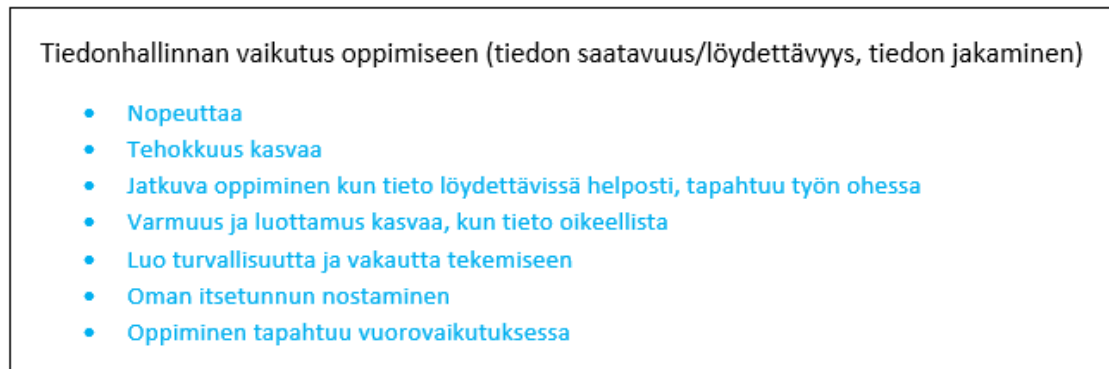 Tiedonhallinnan vaikutus oppimiseen (tiedon saatavuus/löydettävyys, tiedon jakaminen)
• Nopeuttaa
• Tehokkuus kasvaa
• Jatkuva oppiminen kun tieto löydettävissä helposti, tapahtuu työn ohessa
• Varmuus ja luottamus kasvaa, kun tieto oikeellista
• Luo turvallisuutta ja vakautta tekemiseen
• Oman itsetunnun nostaminen
• Oppiminen tapahtuu vuorovaikutuksessa